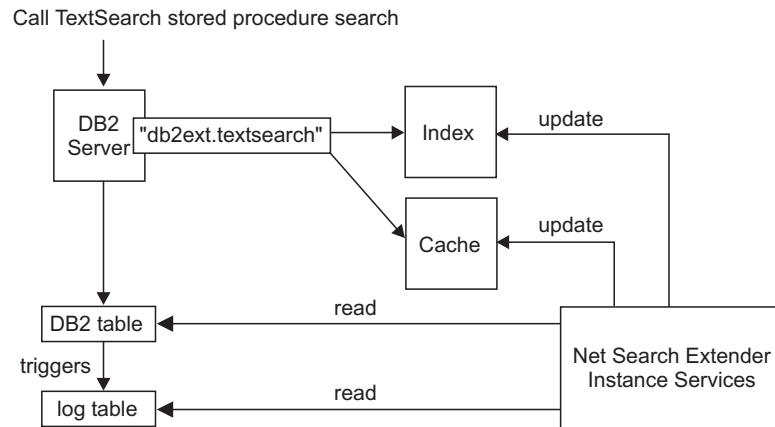 Call TextSearch stored procedure search
DB2
Server
"db2ext.textsearch"
Index
update
Cache
update
DB2 table
read
triggers
log table
read
Net Search Extender
Instance Services